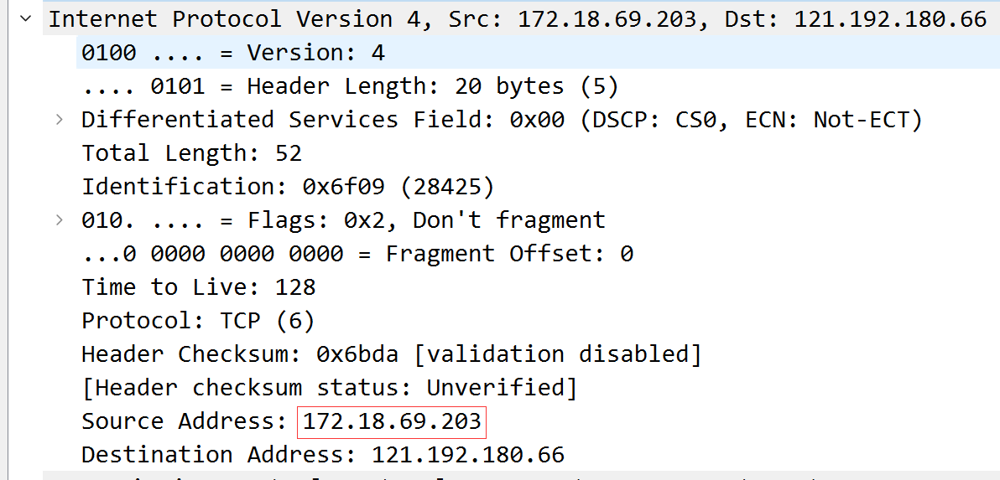 Internet Protocol Version 4, Src: 172.18.69.203, Dst: 121.192.180.66
0100 .... = Version: 4
.... 0101 = Header Length: 20 bytes (5)
Differentiated Services Field: 0x00 (DSCP: CS0, ECN: Not-ECT)
Total Length: 52
Identification: 0x6f09 (28425)
010. .... = Flags: 0x2, Don't fragment
...0 0000 0000 0000 = Fragment Offset: 0
Time to Live: 128
Protocol: TCP (6)
Header Checksum: 0x6bda [validation disabled]
[Header checksum status: Unverified]
Source Address: 172.18.69.203
Destination Address: 121.192.180.66